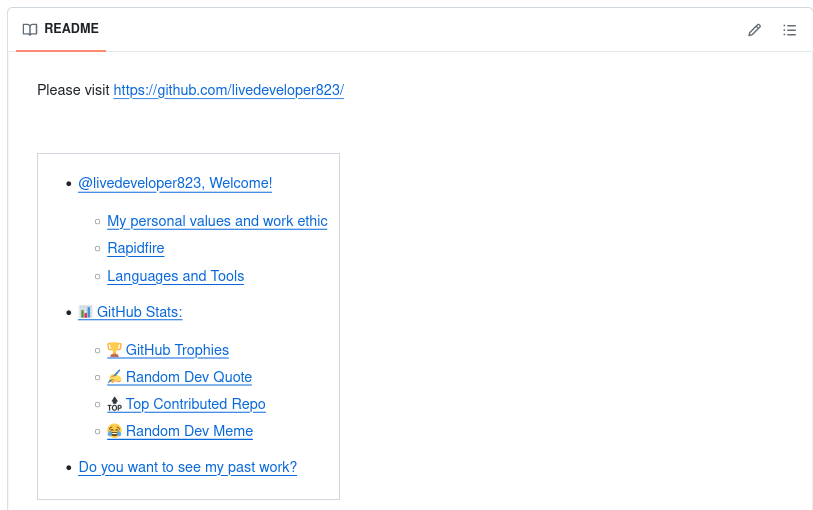 README
Please visit https://github.com/livedeveloper823/
@livedeveloper823, Welcome!
My personal values and work ethic
Rapidfire
Languages and Tools
📊 GitHub Stats:
🏆 GitHub Trophies
✍️ Random Dev Quote
🔝 Top Contributed Repo
😂 Random Dev Meme
Do you want to see my past work?